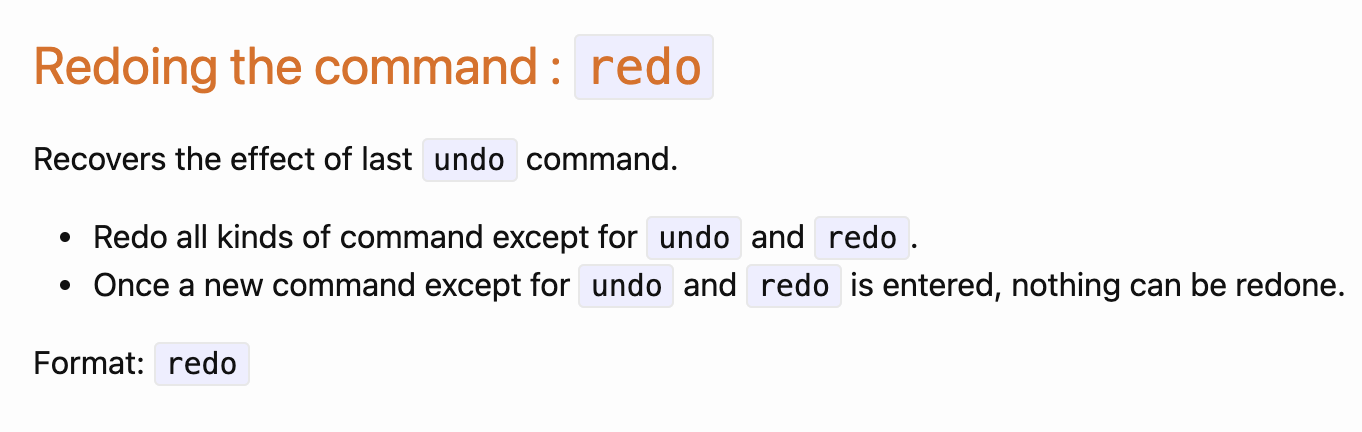 Redoing the command : redo
Recovers the effect of last undo command.
• Redo all kinds of command except for undo and redo.
• Once a new command except for undo and redo is entered, nothing can be redone.
Format: redo